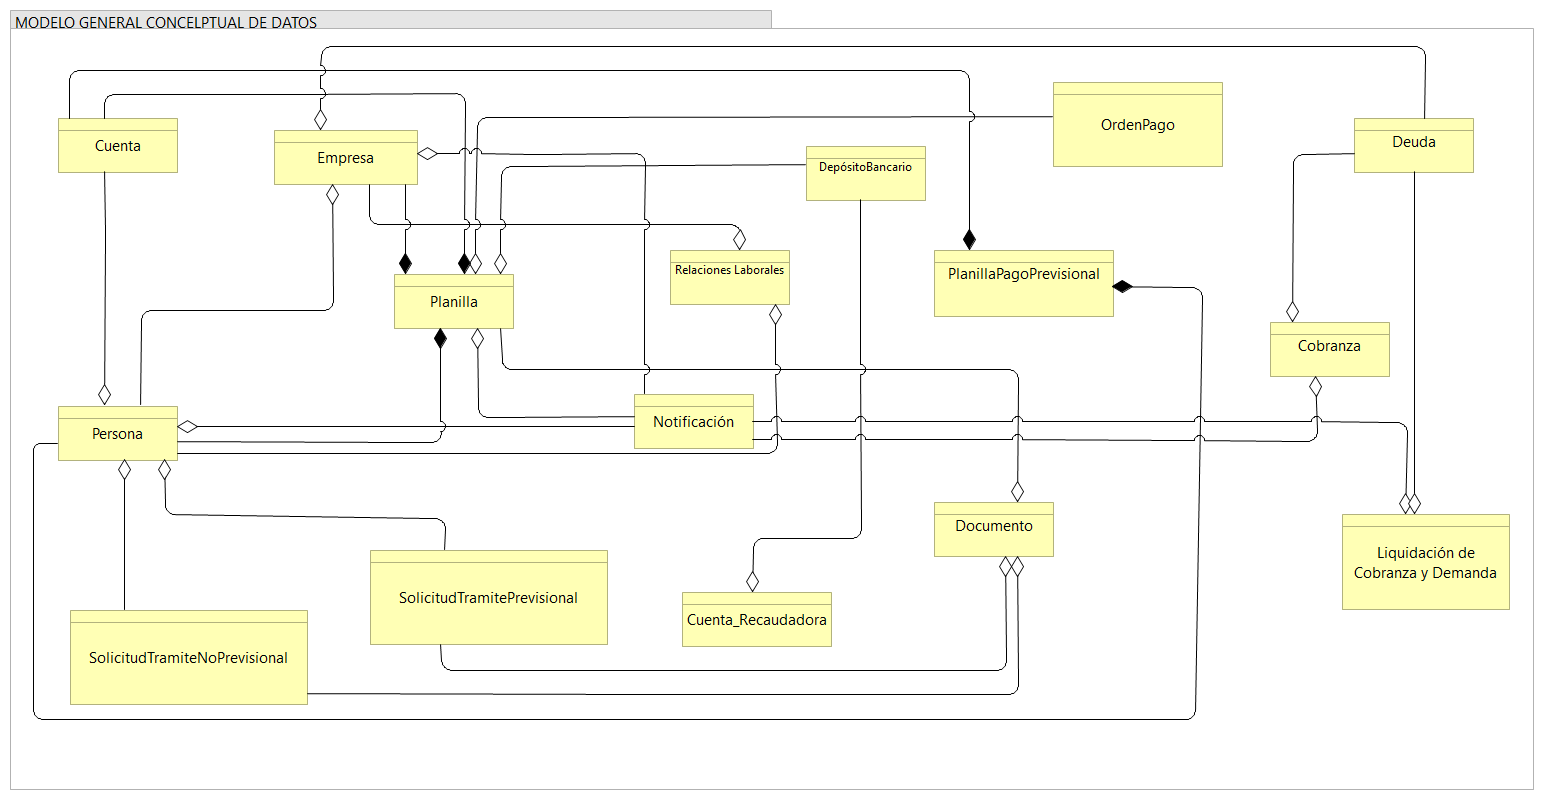 MODELO GENERAL CONCELPTUAL DE DATOS
Cuenta
Empresa
DepósitoBancario
OrdenPago
Deuda
Relaciones Laborales
PlanillaPagoPrevisional
Planilla
Cobranza
Persona
Notificación
Documento
Liquidación de
Cobranza y Demanda
SolicitudTramitePrevisional
Cuenta_Recaudadora
SolicitudTramiteNoPrevisional